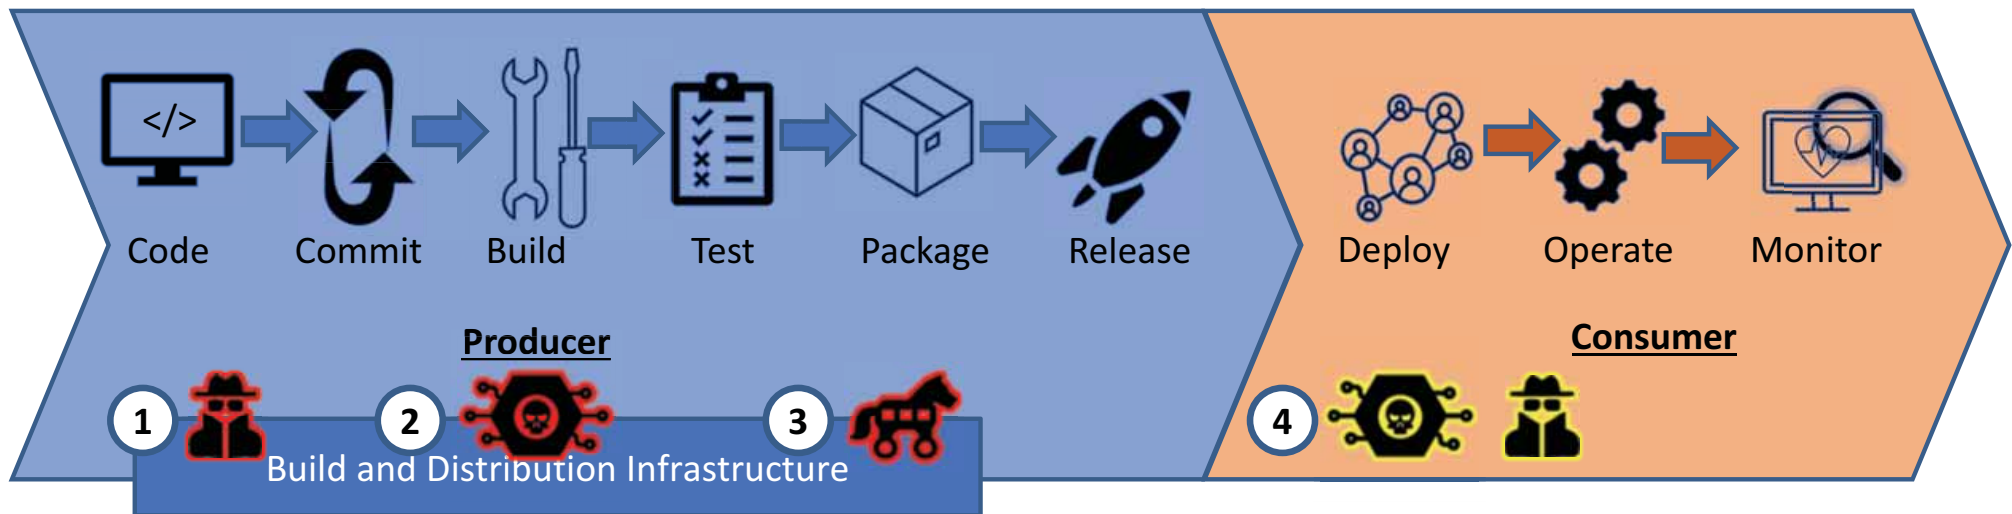 </>
Code
Commit
Build
Test
Package
Release
Deploy
Operate
Monitor
Producer
Consumer
1
2
3
4
Build and Distribution Infrastructure